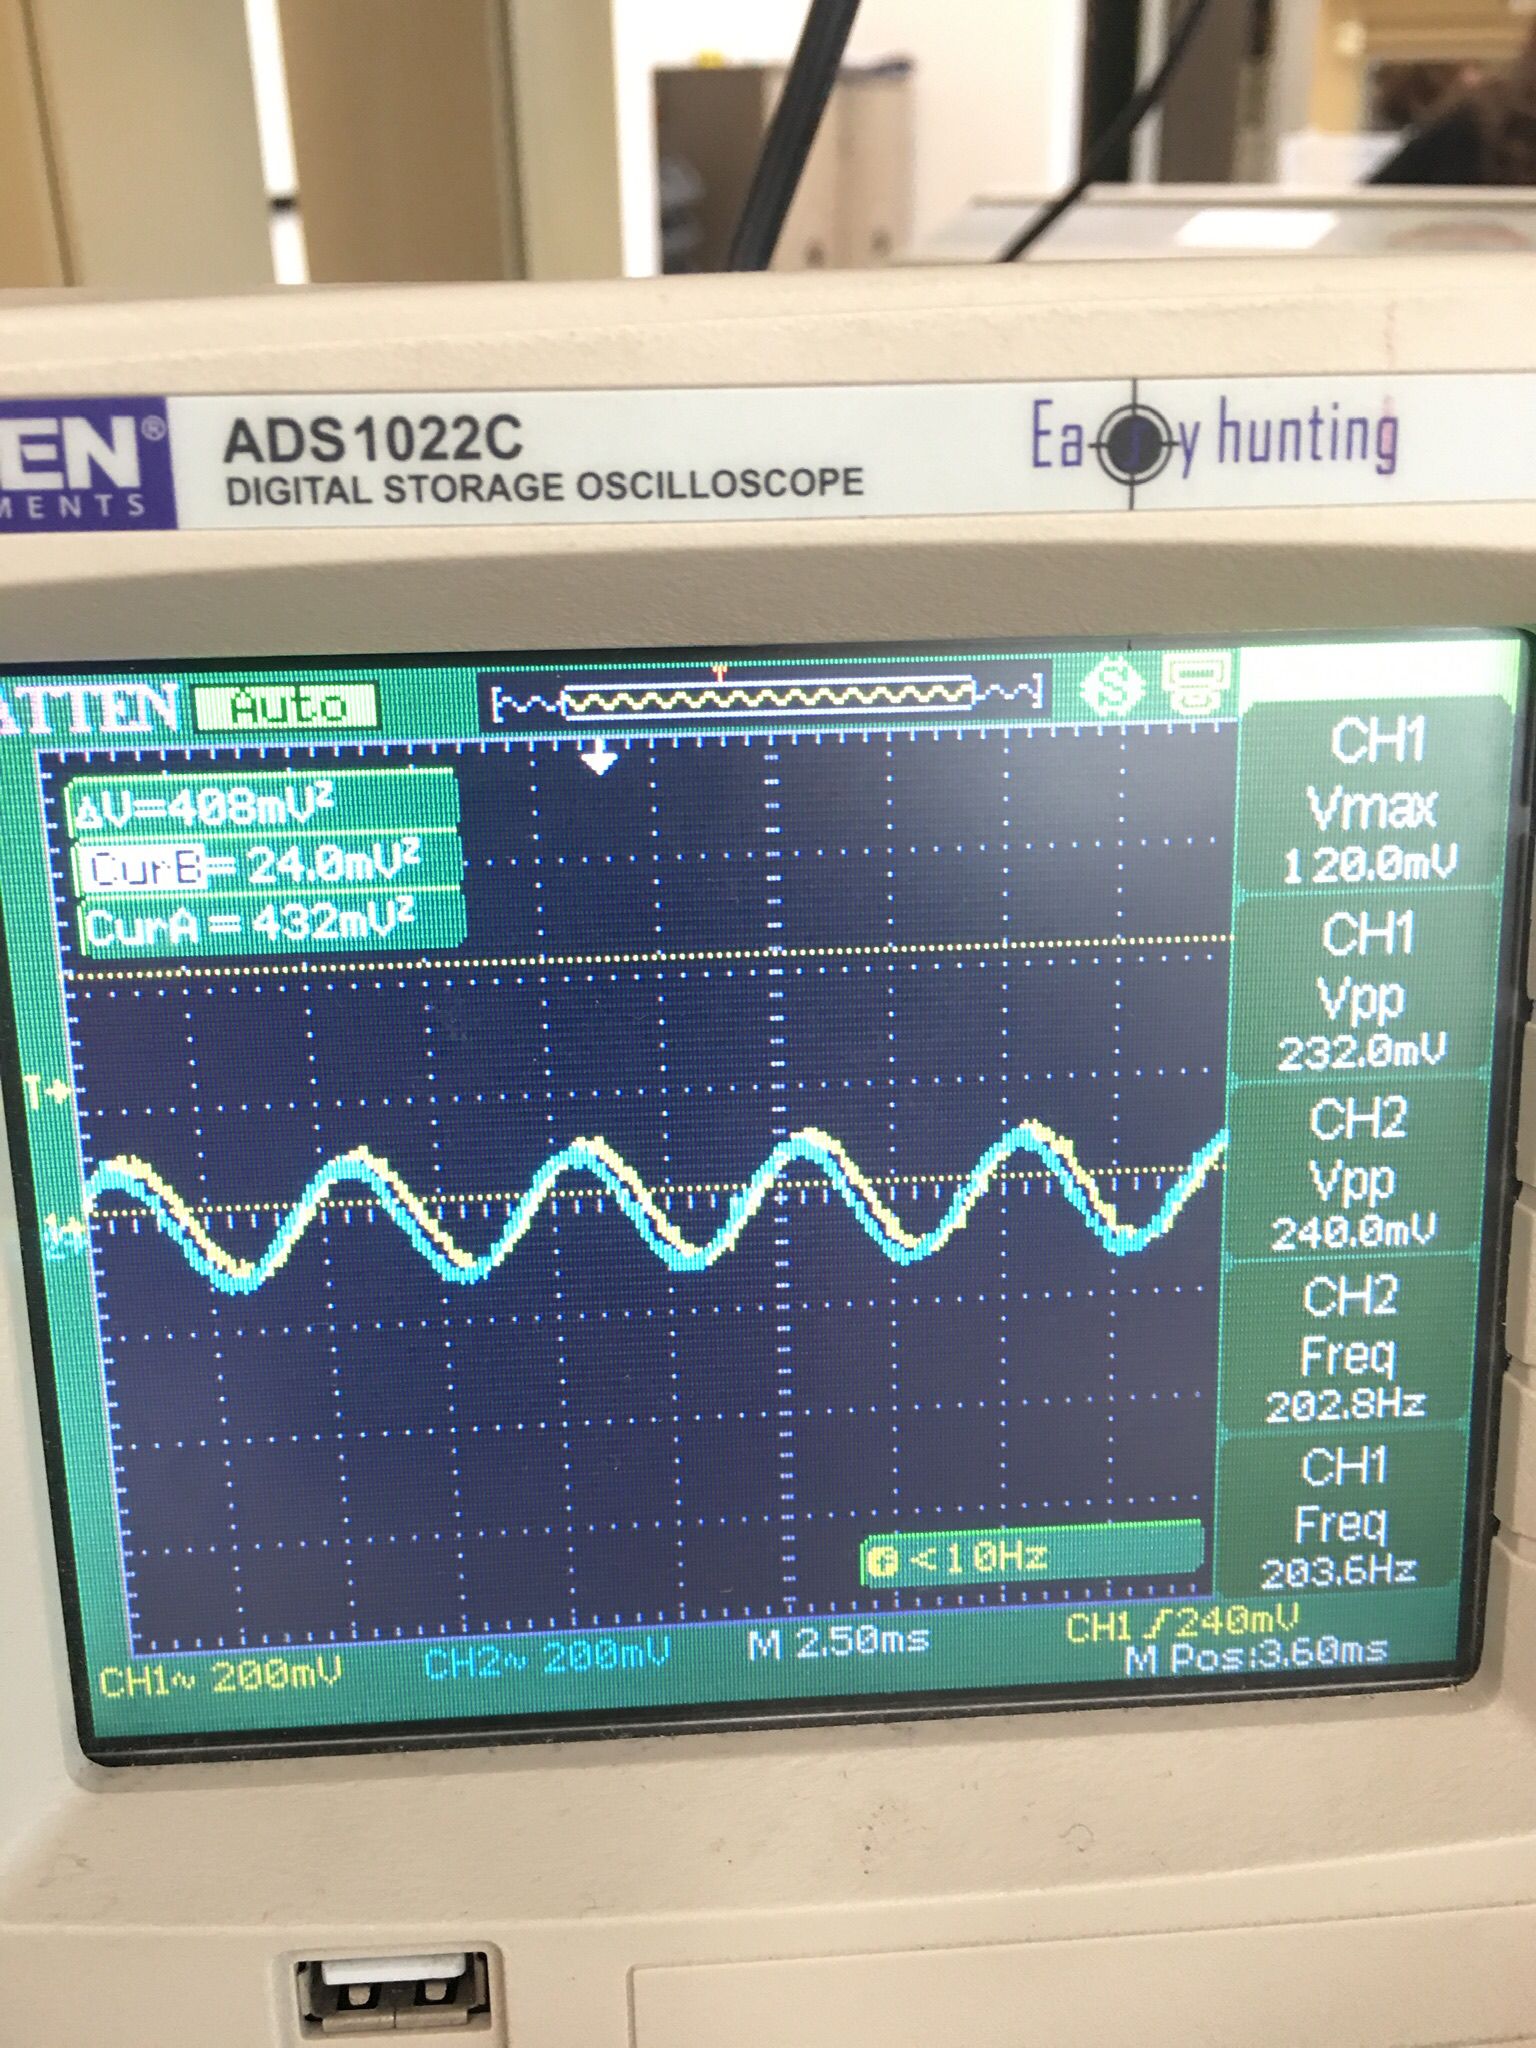 EN®
MENTS
ADS1022C
DIGITAL STORAGE OSCILLOSCOPE
Easy hunting
ATTEN
Auto
T
S
ΔV=408mV²
CurB= 24.0mV²
CurA= 432mV²
T
CH1
Vmax
120.0mV
CH1
Vpp
232.0mV
CH2
Vpp
240.0mV
CH2
Freq
202.8Hz
CH1
Freq
203.6Hz
<10Hz
CH1~ 200mV
CH2~ 200mV
M 2.50ms
CH1 240mV
M Pos:3.60ms